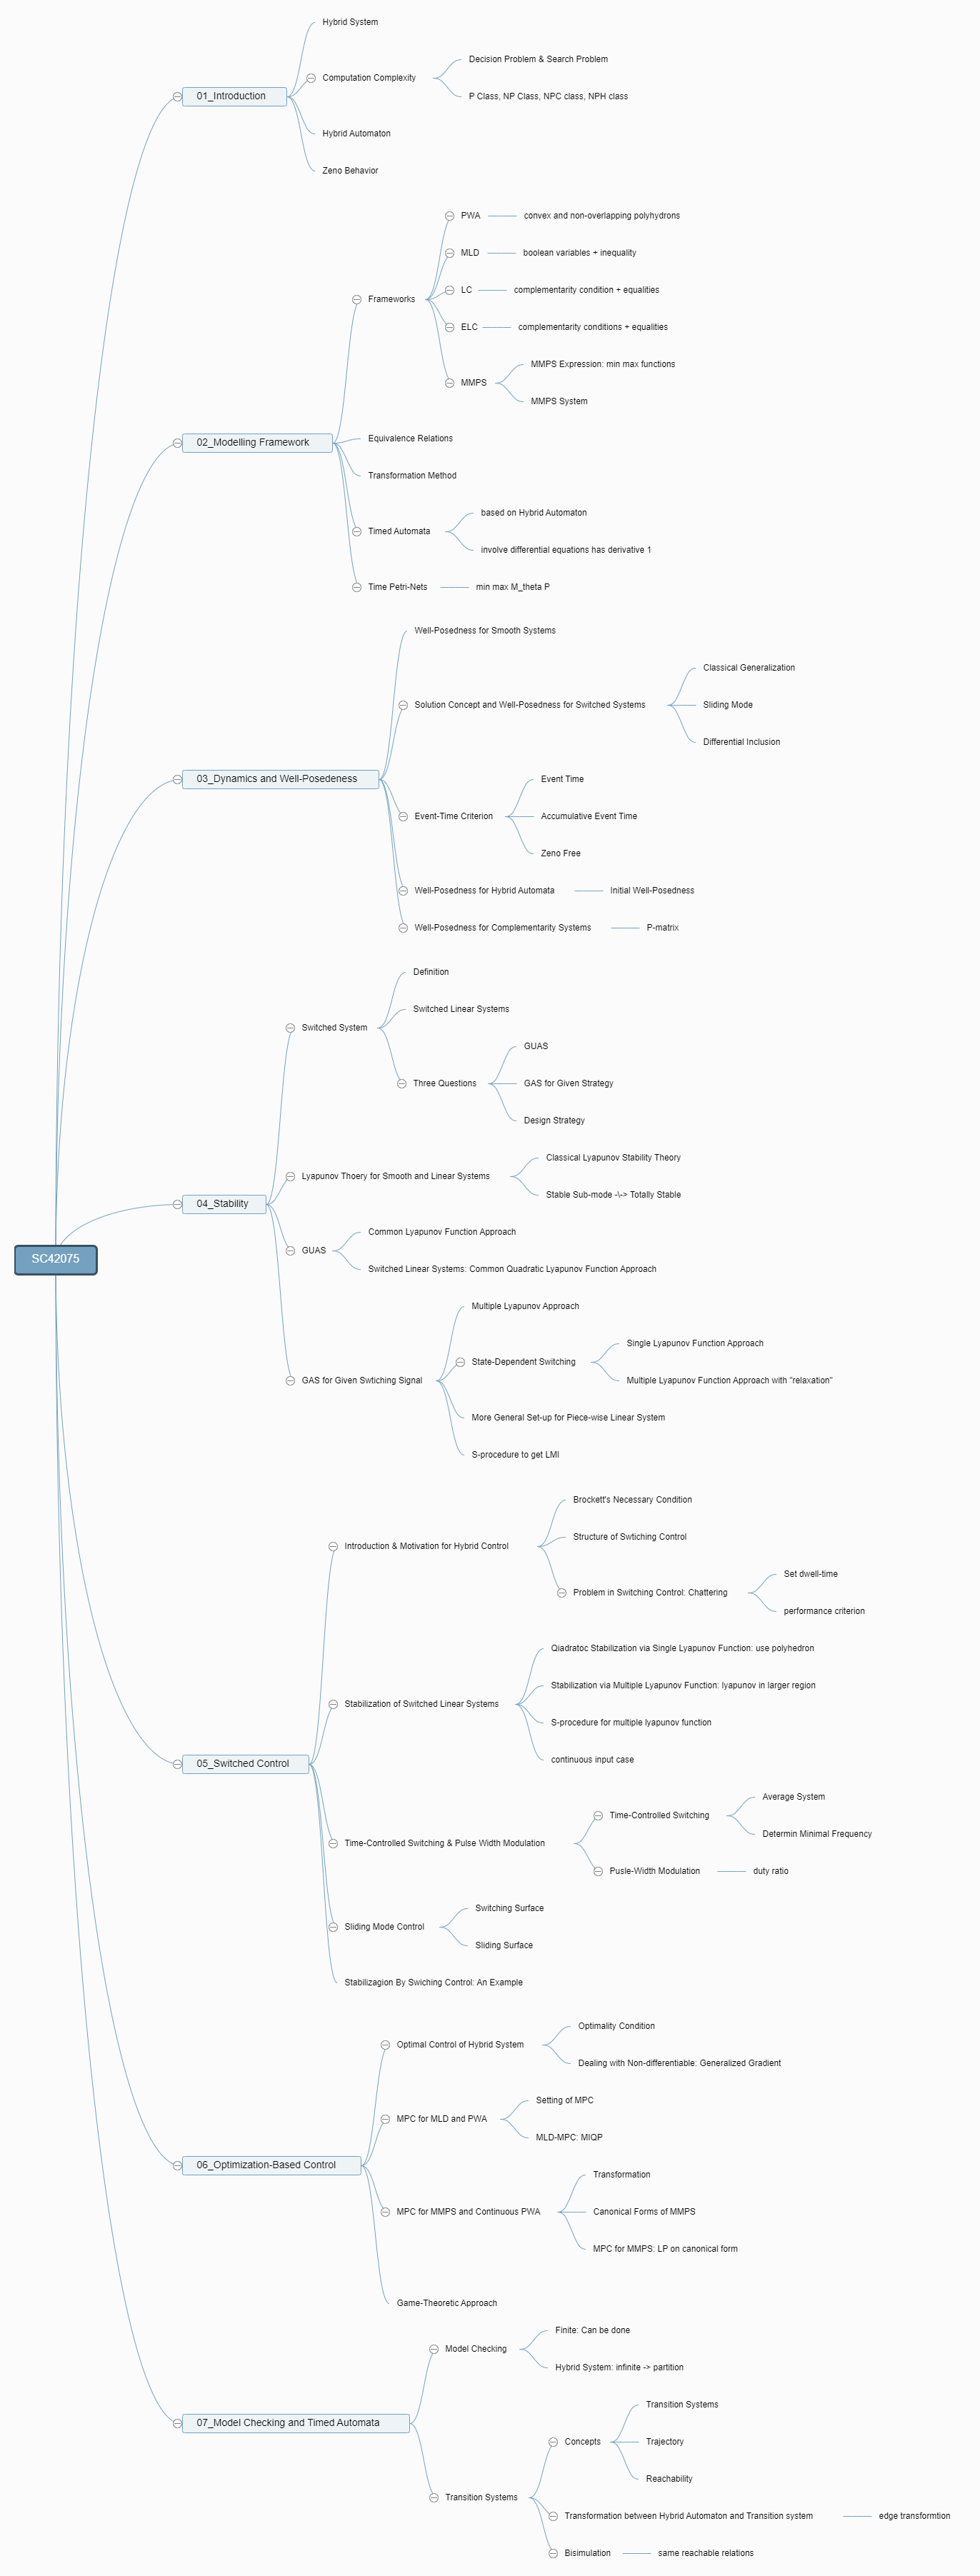 SC42075
01_Introduction
Hybrid System
Computation Complexity
Decision Problem & Search Problem
P Class, NP Class, NPC class, NPH class
Hybrid Automaton
Zeno Behavior
02_Modelling Framework
Frameworks
PWA
convex and non-overlapping polyhydrons
MLD
boolean variables + inequality
LC
complementarity condition + equalities
ELC
complementarity conditions + equalities
MMPS
MMPS Expression: min max functions
MMPS System
Equivalence Relations
Transformation Method
Timed Automata
based on Hybrid Automaton
involve differential equations has derivative 1
Time Petri-Nets
min max M_theta P
03_Dynamics and Well-Posedeness
Well-Posedness for Smooth Systems
Solution Concept and Well-Posedness for Switched Systems
Classical Generalization
Sliding Mode
Differential Inclusion
Event-Time Criterion
Event Time
Accumulative Event Time
Zeno Free
Well-Posedness for Hybrid Automata
Initial Well-Posedness
Well-Posedness for Complementarity Systems
P-matrix
04_Stability
Switched System
Definition
Switched Linear Systems
Three Questions
GUAS
GAS for Given Strategy
Design Strategy
Lyapunov Thoery for Smooth and Linear Systems
Classical Lyapunov Stability Theory
Stable Sub-mode -\-> Totally Stable
GUAS
Common Lyapunov Function Approach
Switched Linear Systems: Common Quadratic Lyapunov Function Approach
GAS for Given Swtiching Signal
Multiple Lyapunov Approach
State-Dependent Switching
Single Lyapunov Function Approach
Multiple Lyapunov Function Approach with "relaxation"
More General Set-up for Piece-wise Linear System
S-procedure to get LMI
05_Switched Control
Introduction & Motivation for Hybrid Control
Brockett's Necessary Condition
Structure of Swtiching Control
Problem in Switching Control: Chattering
Set dwell-time
performance criterion
Stabilization of Switched Linear Systems
Qiadratoc Stabilization via Single Lyapunov Function: use polyhedron
Stabilization via Multiple Lyapunov Function: lyapunov in larger region
S-procedure for multiple lyapunov function
continuous input case
Time-Controlled Switching & Pulse Width Modulation
Time-Controlled Switching
Average System
Determin Minimal Frequency
Pusle-Width Modulation
duty ratio
Sliding Mode Control
Switching Surface
Sliding Surface
Stabilizagion By Swiching Control: An Example
06_Optimization-Based Control
Optimal Control of Hybrid System
Optimality Condition
Dealing with Non-differentiable: Generalized Gradient
MPC for MLD and PWA
Setting of MPC
MLD-MPC: MIQP
MPC for MMPS and Continuous PWA
Transformation
Canonical Forms of MMPS
MPC for MMPS: LP on canonical form
Game-Theoretic Approach
07_Model Checking and Timed Automata
Model Checking
Finite: Can be done
Hybrid System: infinite -> partition
Transition Systems
Concepts
Transition Systems
Trajectory
Reachability
Transformation between Hybrid Automaton and Transition system
edge transformtion
Bisimulation
same reachable relations